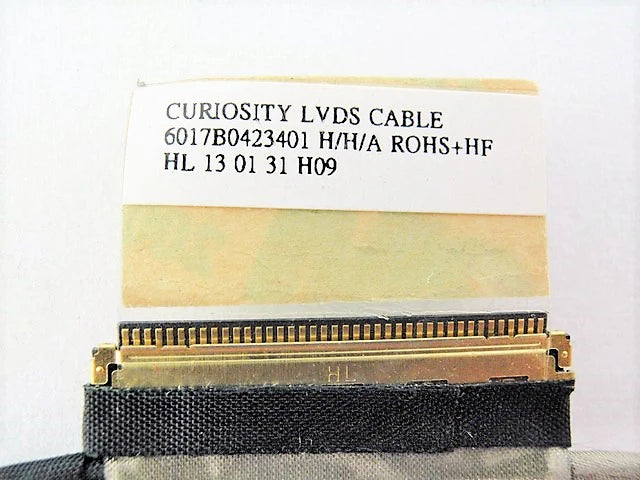 CURIOSITY LVDS CABLE
6017B0423401 H/H/A ROHS+HF
HL 13 01 31 H09
HL